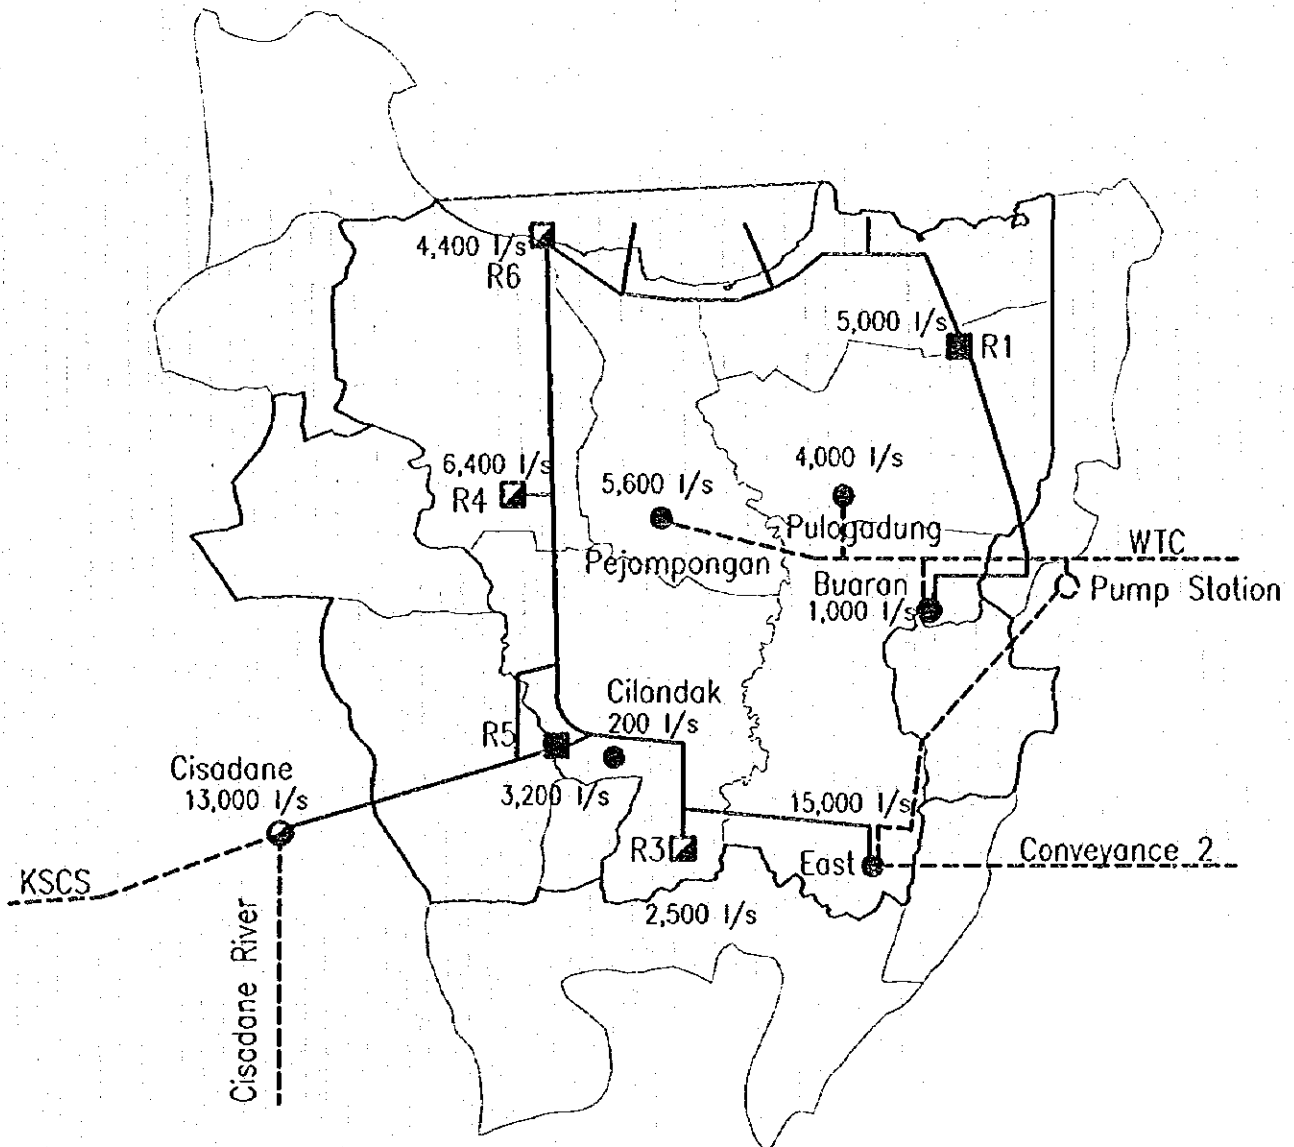 4,400 l/s
R6
5,000 l/s
R1
6,400 l/s
R4
5,600 l/s
4,000 l/s
Pulogadung
Pejompongan
WTC
Buaran
1,000 l/s
Pump Station
Cilandak
200 l/s
R5
Cisadane
13,000 l/s
3,200 l/s
15,000 l/s
R3
East
Conveyance 2
KSCS
2,500 l/s
Cisadane River